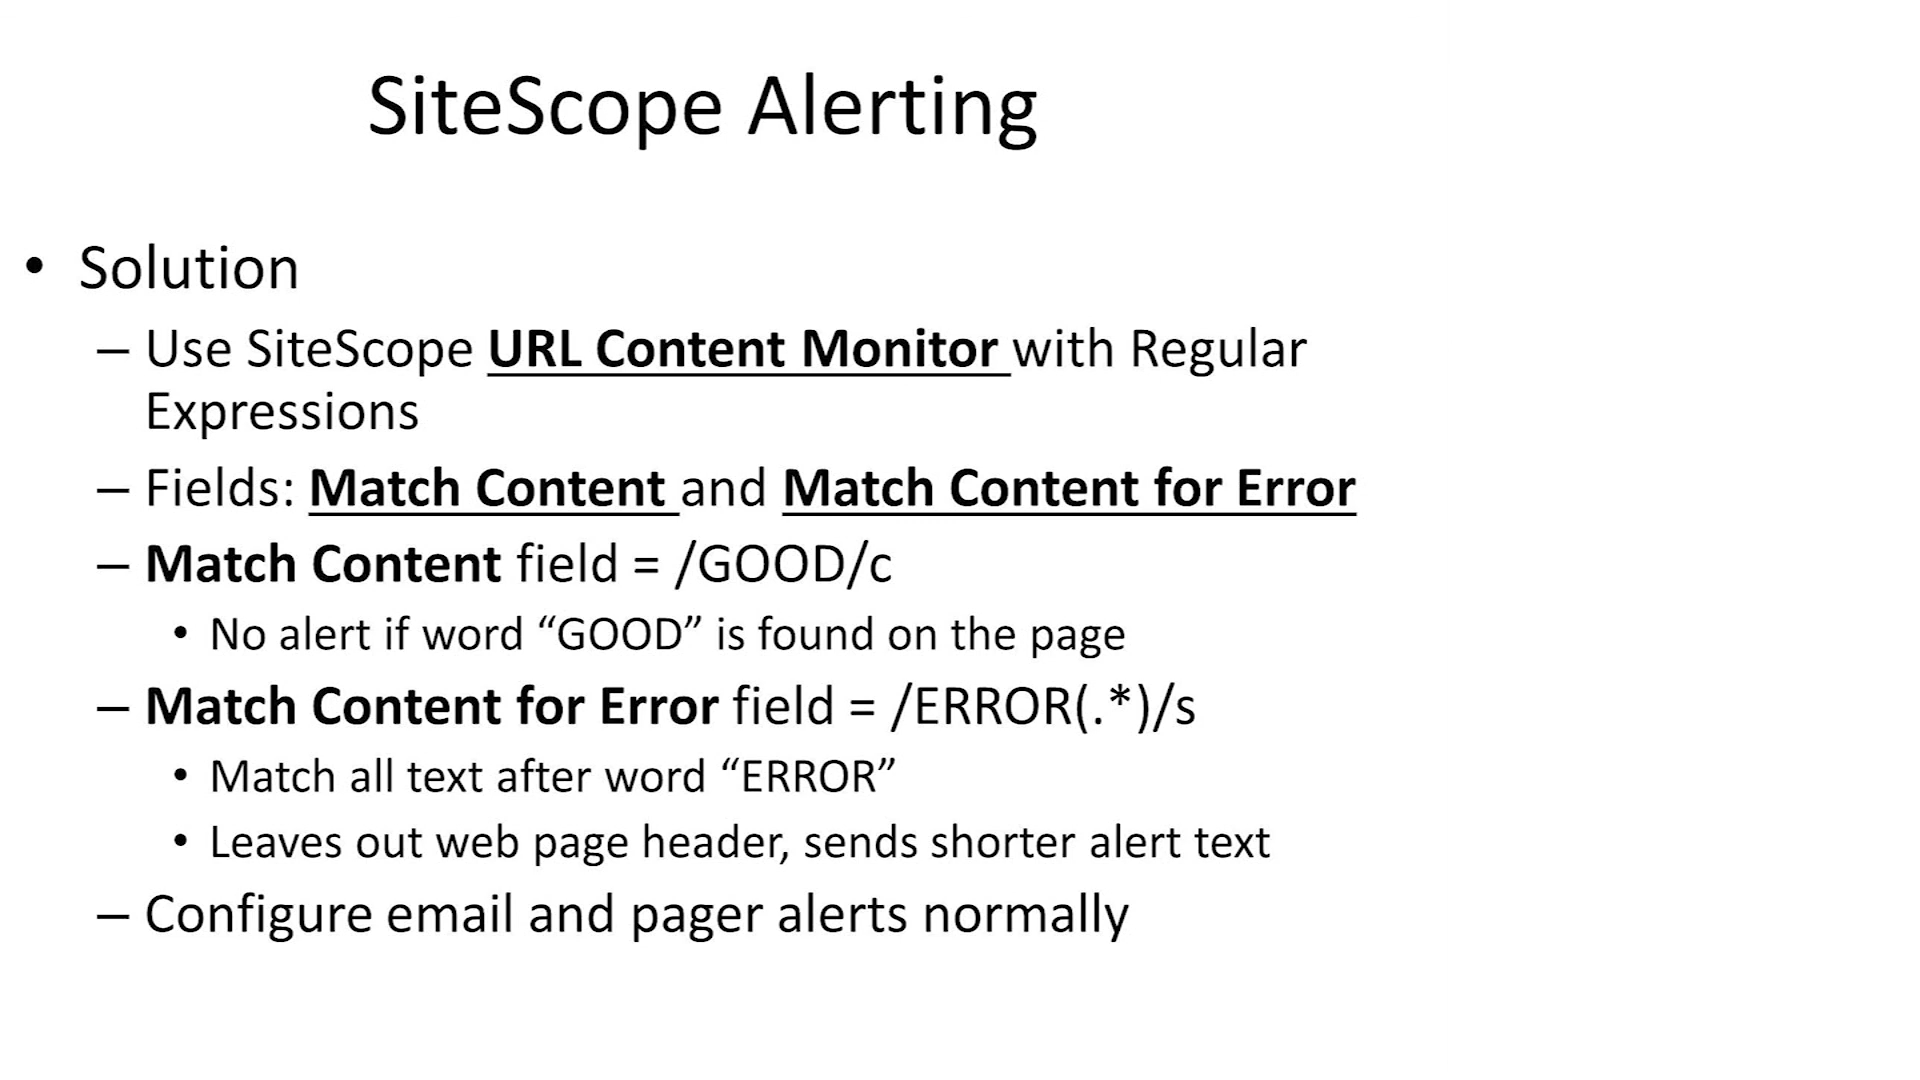 SiteScope Alerting
• Solution
– Use SiteScope URL Content Monitor with Regular
Expressions
– Fields: Match Content and Match Content for Error
– Match Content field = /GOOD/c
• No alert if word “GOOD” is found on the page
– Match Content for Error field = /ERROR(.*)/s
• Match all text after word “ERROR”
• Leaves out web page header, sends shorter alert text
– Configure email and pager alerts normally